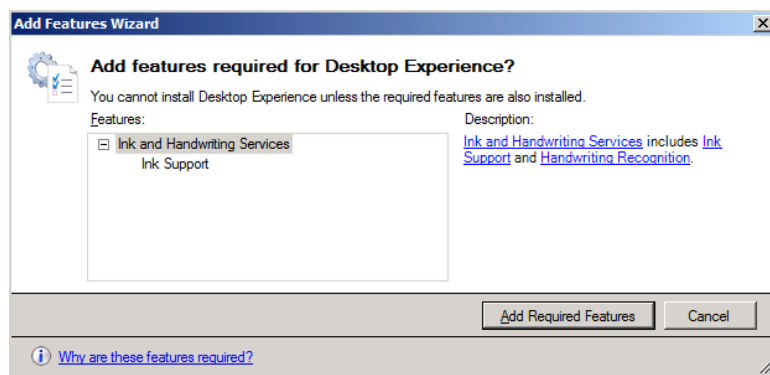 Add Features Wizard
Add features required for Desktop Experience?
You cannot install Desktop Experience unless the required features are also installed.
Features:
Ink and Handwriting Services
Ink Support
Description:
Ink and Handwriting Services includes Ink
Support and Handwriting Recognition.
Add Required Features
Cancel
Why are these features required?